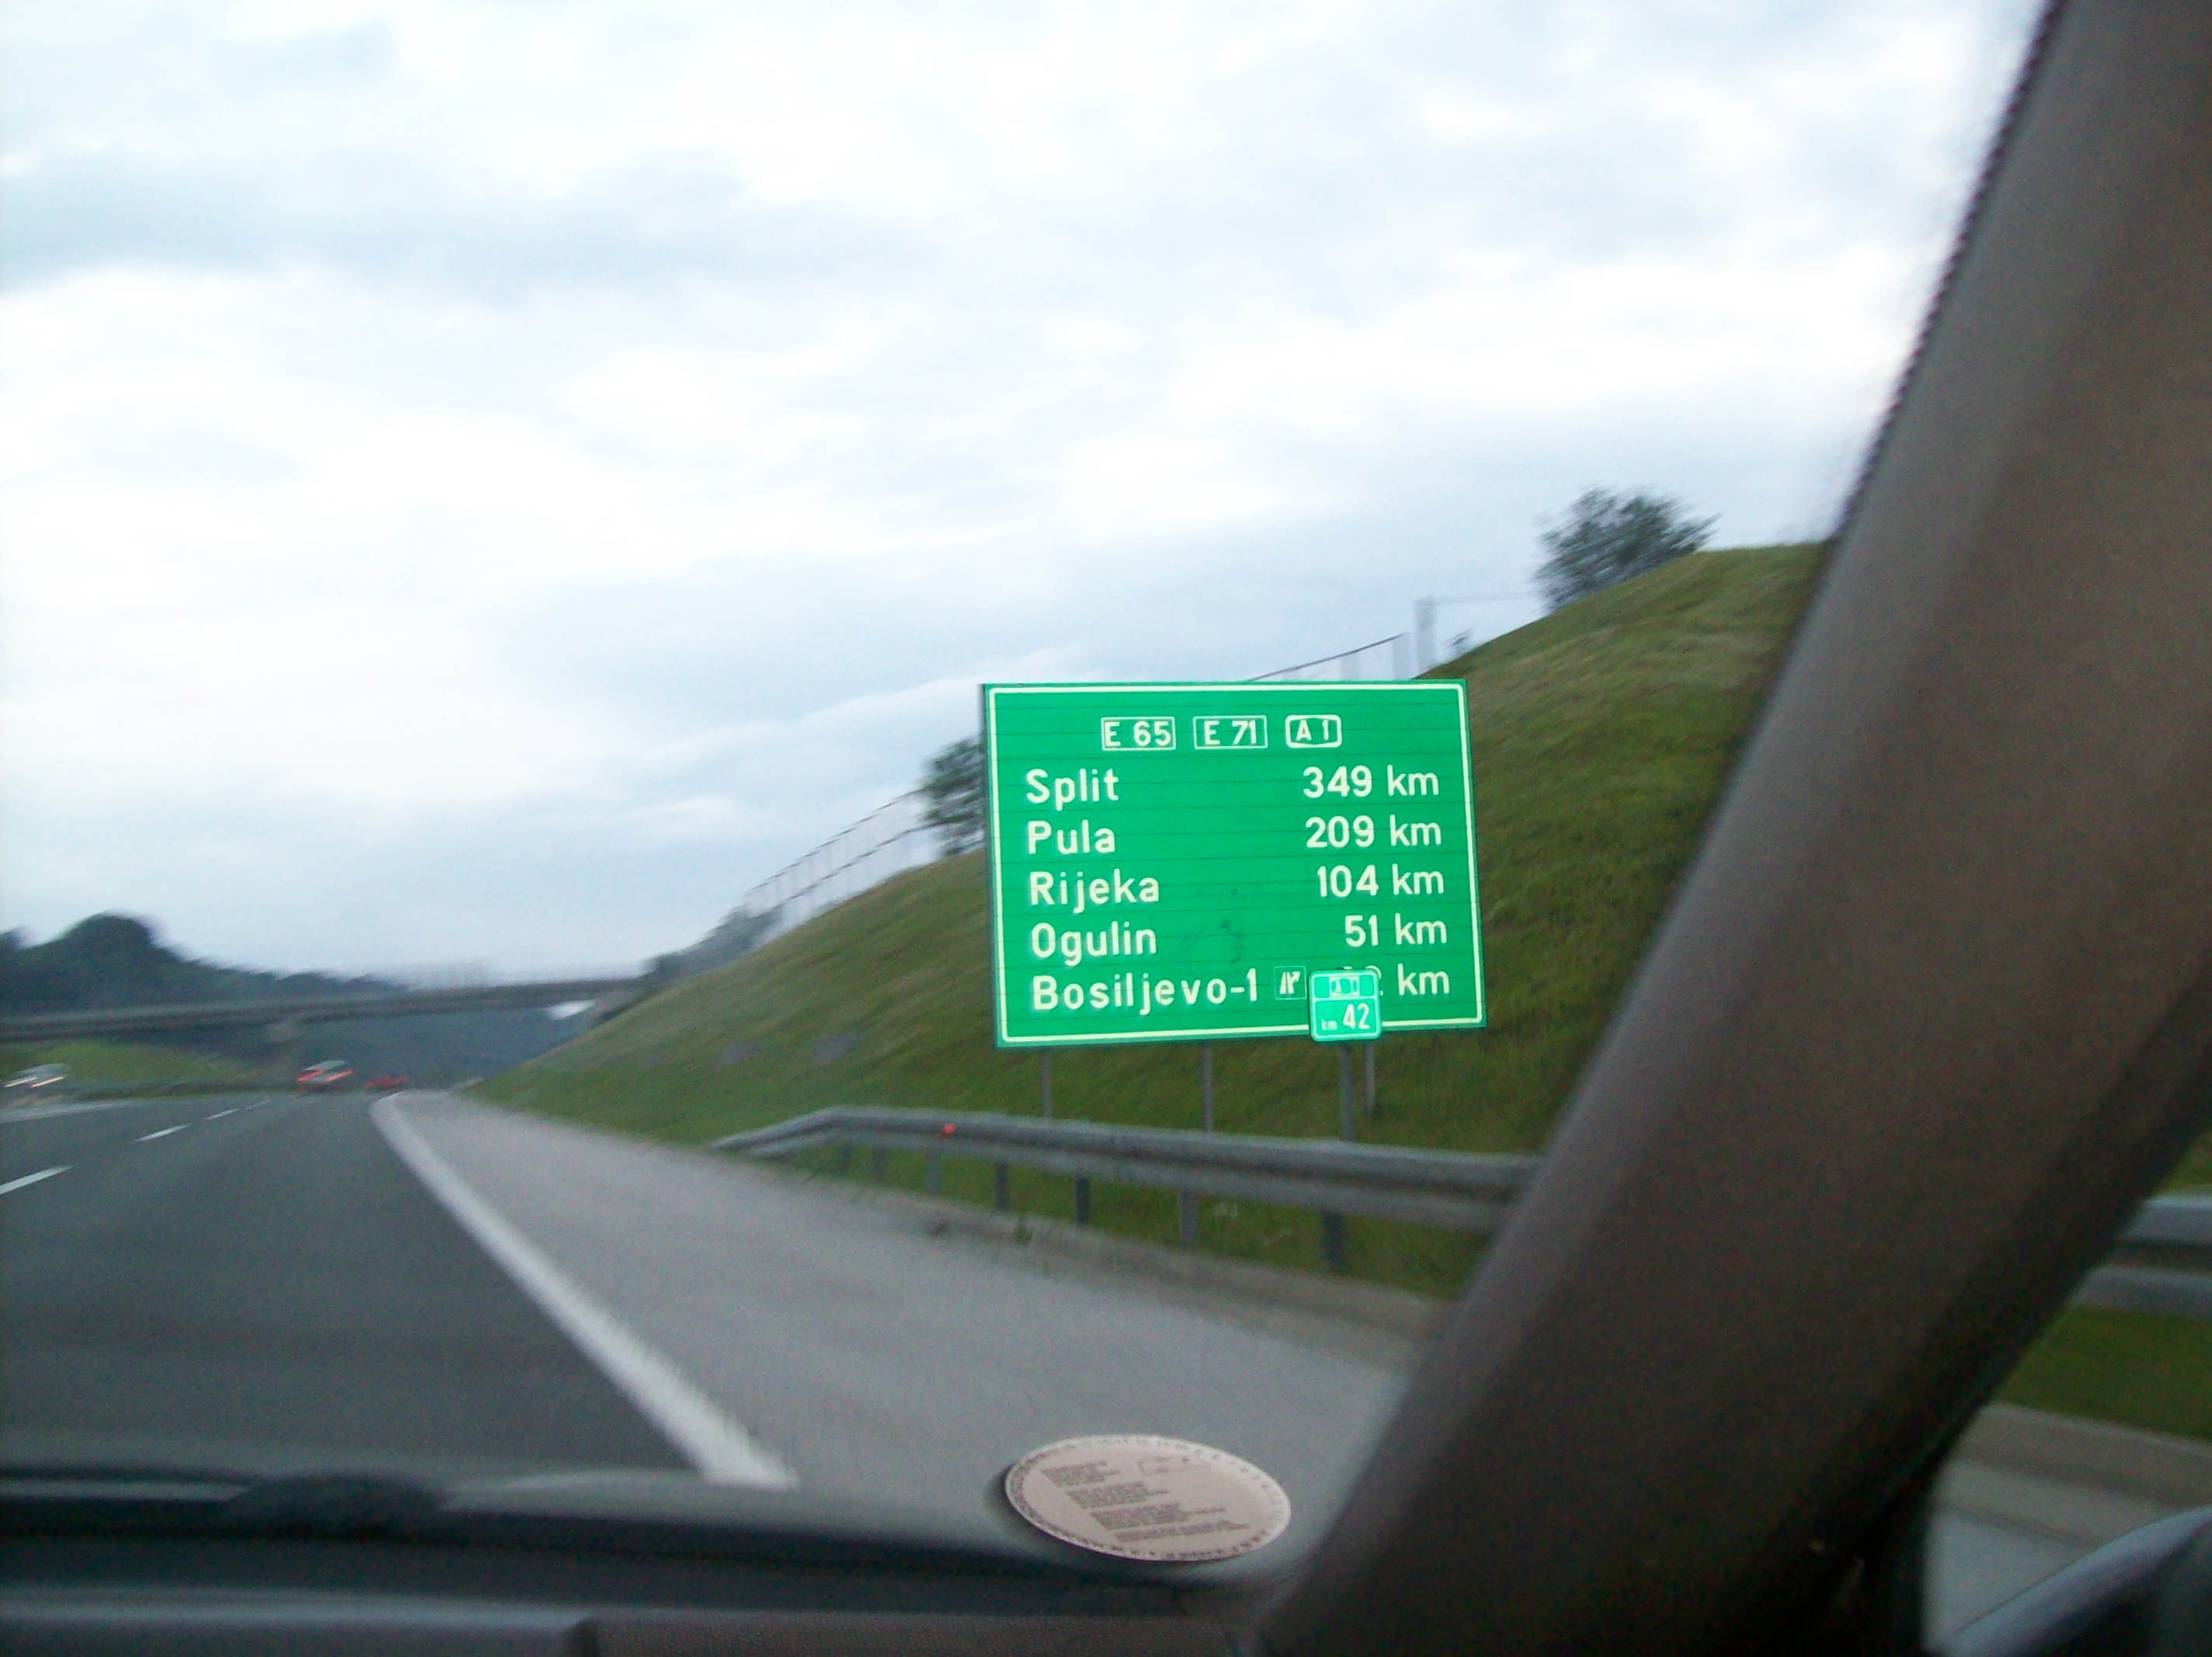 E 65 E 71 A 1
Split 349 km
Pula 209 km
Rijeka 104 km
Ogulin 51 km
Bosiljevo-1 km
A 1
km 42